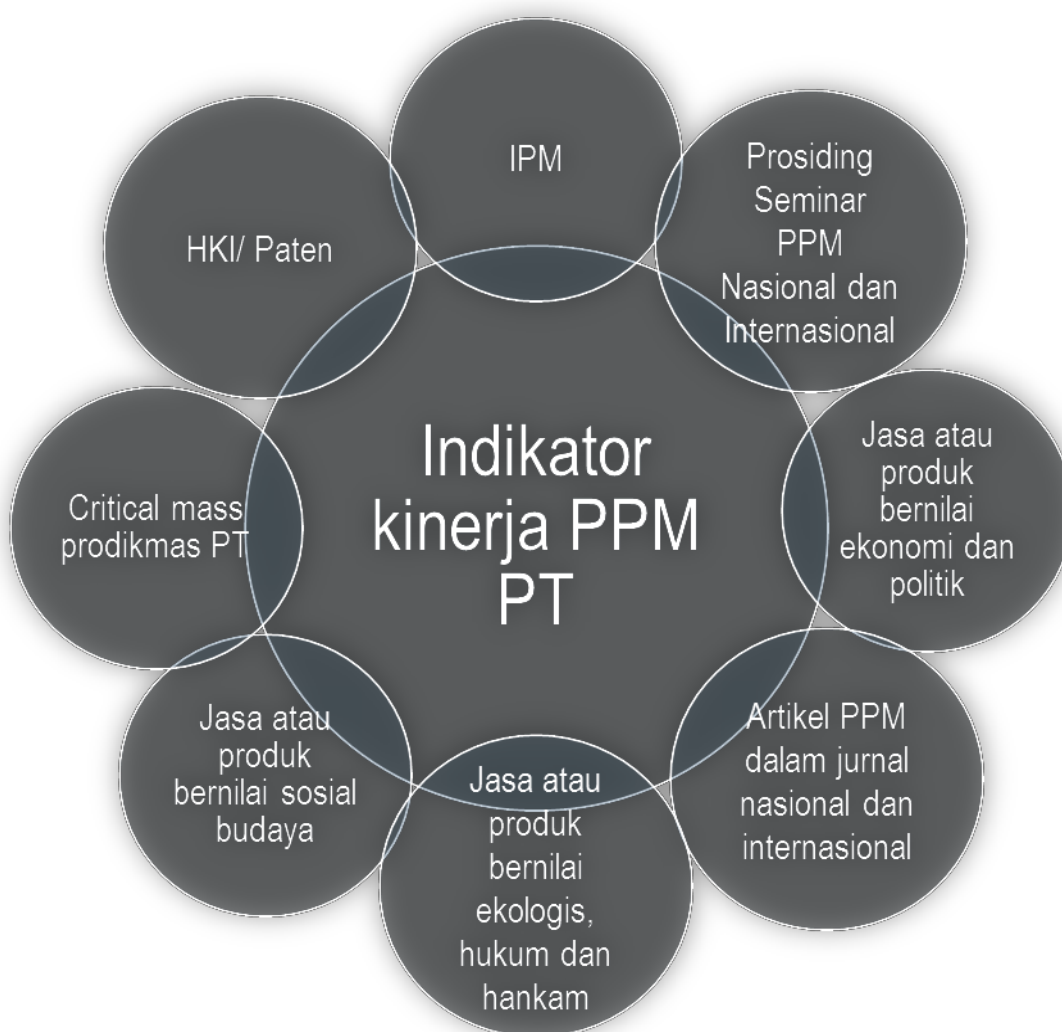 IPM
Prosiding
Seminar
PPM
Nasional dan
Internasional
Jasa atau
produk
bernilai
ekonomi dan
politik
Artikel PPM
dalam jurnal
nasional dan
internasional
Jasa atau
produk
bernilai
ekologis,
hukum dan
hankam
Jasa atau
produk
bernilai sosial
budaya
Critical mass
prodikmas PT
HKI/ Paten
Indikator
kinerja PPM
PT